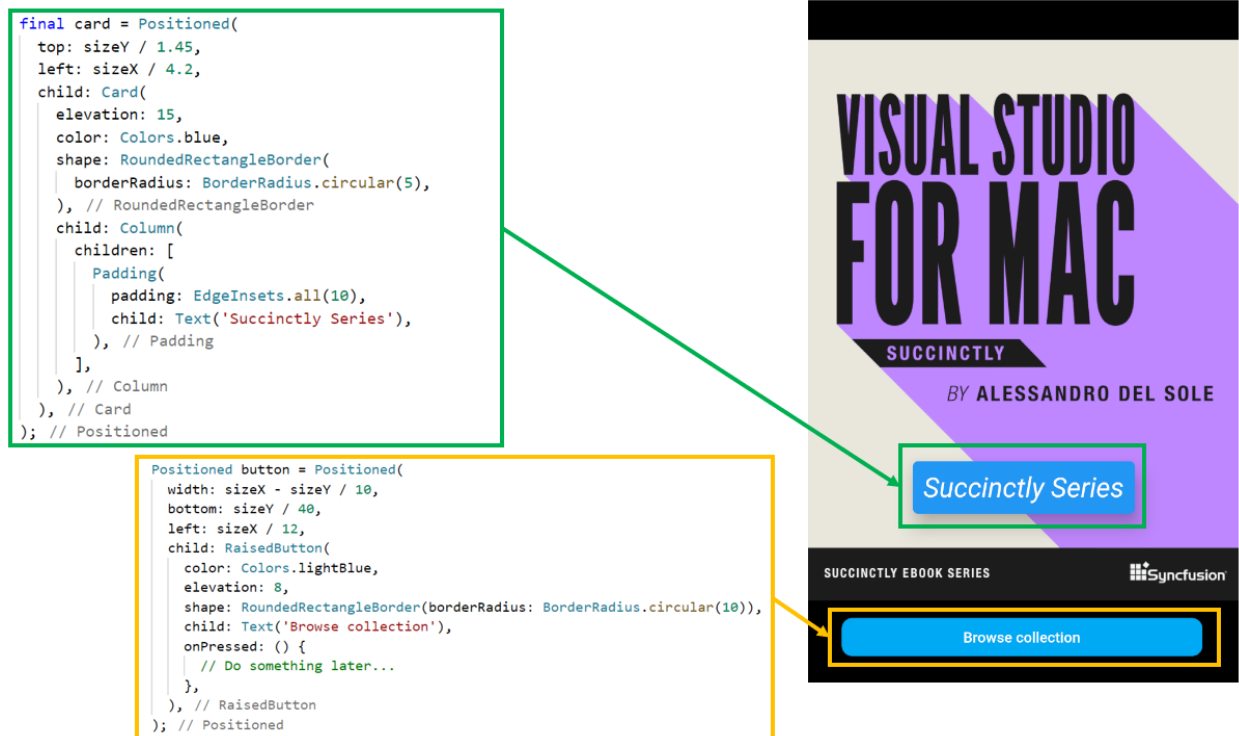 final card = Positioned(
top: sizeY / 1.45,
left: sizeX / 4.2,
child: Card(
elevation: 15,
color: Colors.blue,
shape: RoundedRectangleBorder(
borderRadius: BorderRadius.circular(5),
), // RoundedRectangleBorder
child: Column(
children: [
Padding(
padding: EdgeInsets.all(10),
child: Text('Succinctly Series'),
), // Padding
],
), // Column
), // Card
); // Positioned
Positioned button = Positioned(
width: sizeX - sizeY / 10,
bottom: sizeY / 40,
left: sizeX / 12,
child: RaisedButton(
color: Colors.lightBlue,
elevation: 8,
shape: RoundedRectangleBorder(borderRadius: BorderRadius.circular(10)),
child: Text('Browse collection'),
onPressed: () {
// Do something later...
},
), // RaisedButton
); // Positioned
VISUAL STUDIO
FOR MAC
SUCCINCTLY
BY ALESSANDRO DEL SOLE
Succinctly Series
SUCCINCTLY EBOOK SERIES
Syncfusion
Browse collection